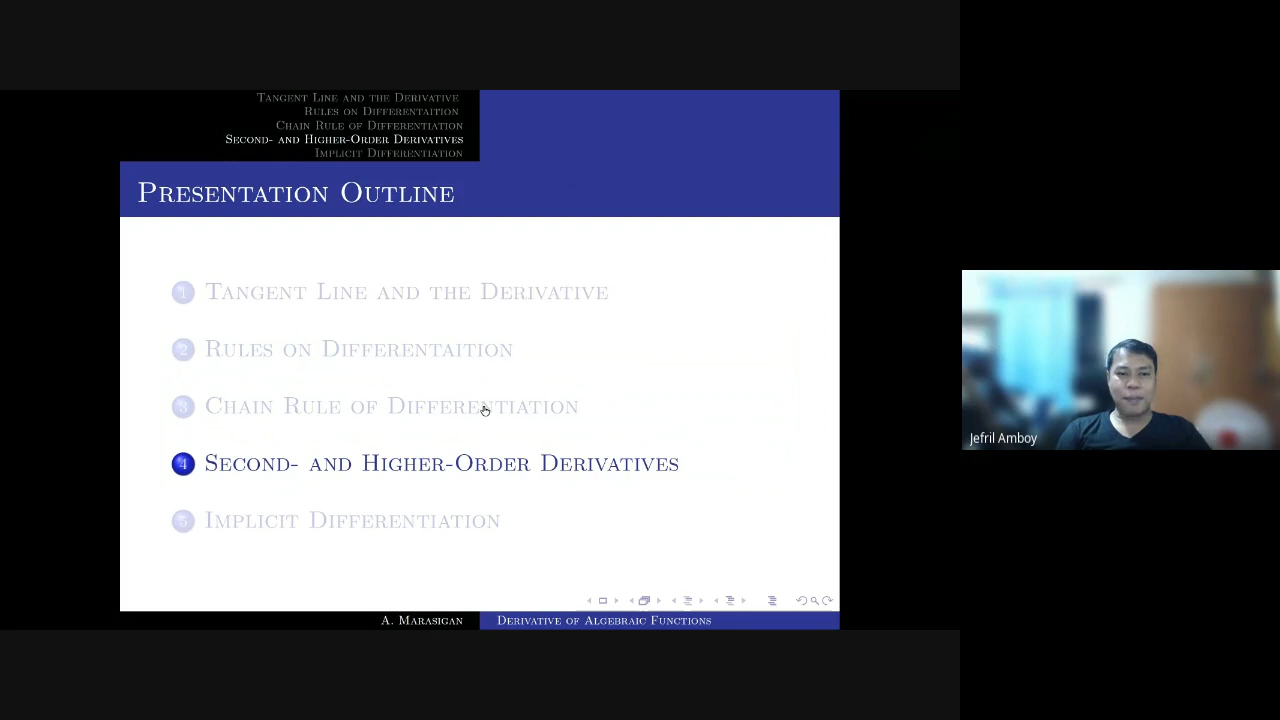 Tangent Line and the Derivative
Rules on Differentaition
Chain Rule of Differentiation
Second- and Higher-Order Derivatives
Implicit Differentiation
Presentation Outline
1 Tangent Line and the Derivative
2 Rules on Differentaition
3 Chain Rule of Differentiation
4 Second- and Higher-Order Derivatives
5 Implicit Differentiation
A. Marasigan
Derivative of Algebraic Functions
Jefril Amboy